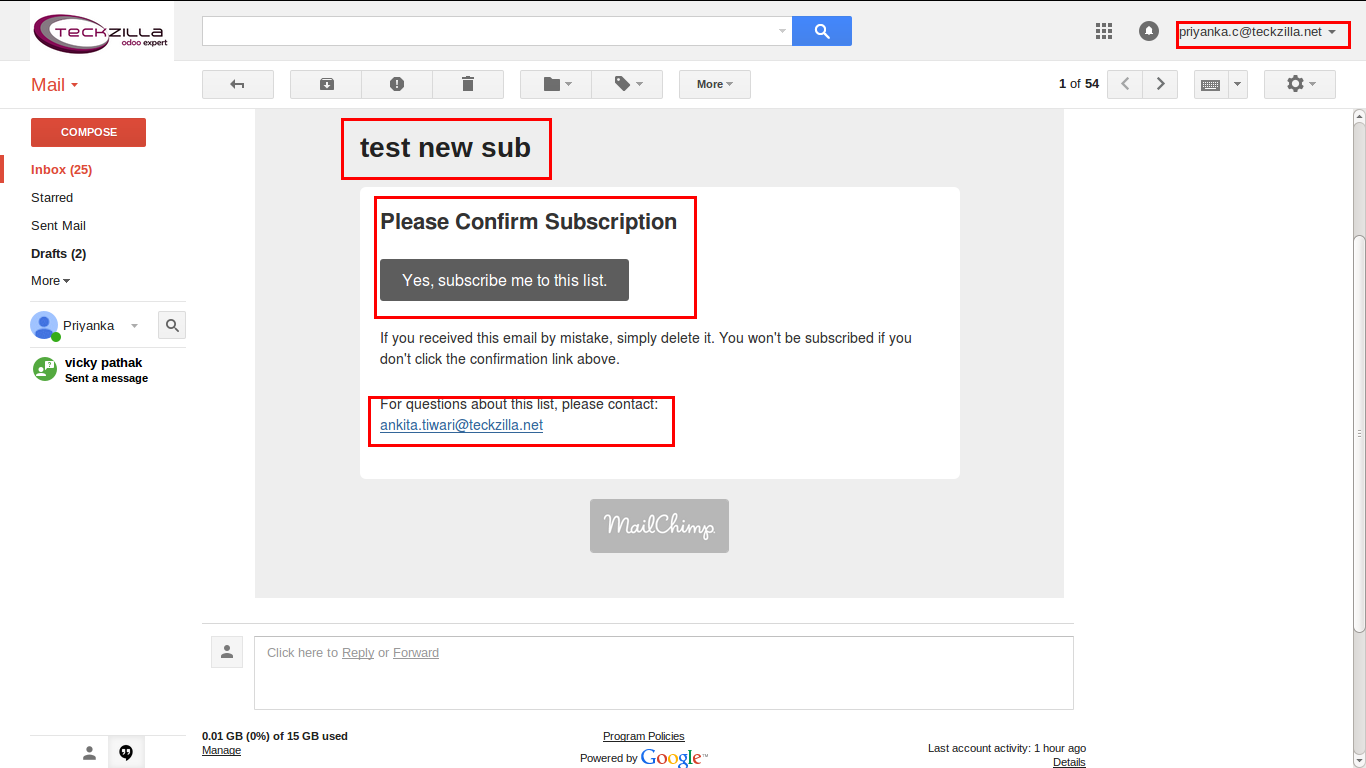 TECKZILLA
odoo expert
priyanka.c@teckzilla.net
Mail
More
1 of 54
COMPOSE
Inbox (25)
Starred
Sent Mail
Drafts (2)
More
Priyanka
vicky pathak
Sent a message
test new sub
Please Confirm Subscription
Yes, subscribe me to this list.
If you received this email by mistake, simply delete it. You won't be subscribed if you
don't click the confirmation link above.
For questions about this list, please contact:
ankita.tiwari@teckzilla.net
MailChimp
Click here to Reply or Forward
0.01 GB (0%) of 15 GB used
Manage
Program Policies
Powered by Google™
Last account activity: 1 hour ago
Details